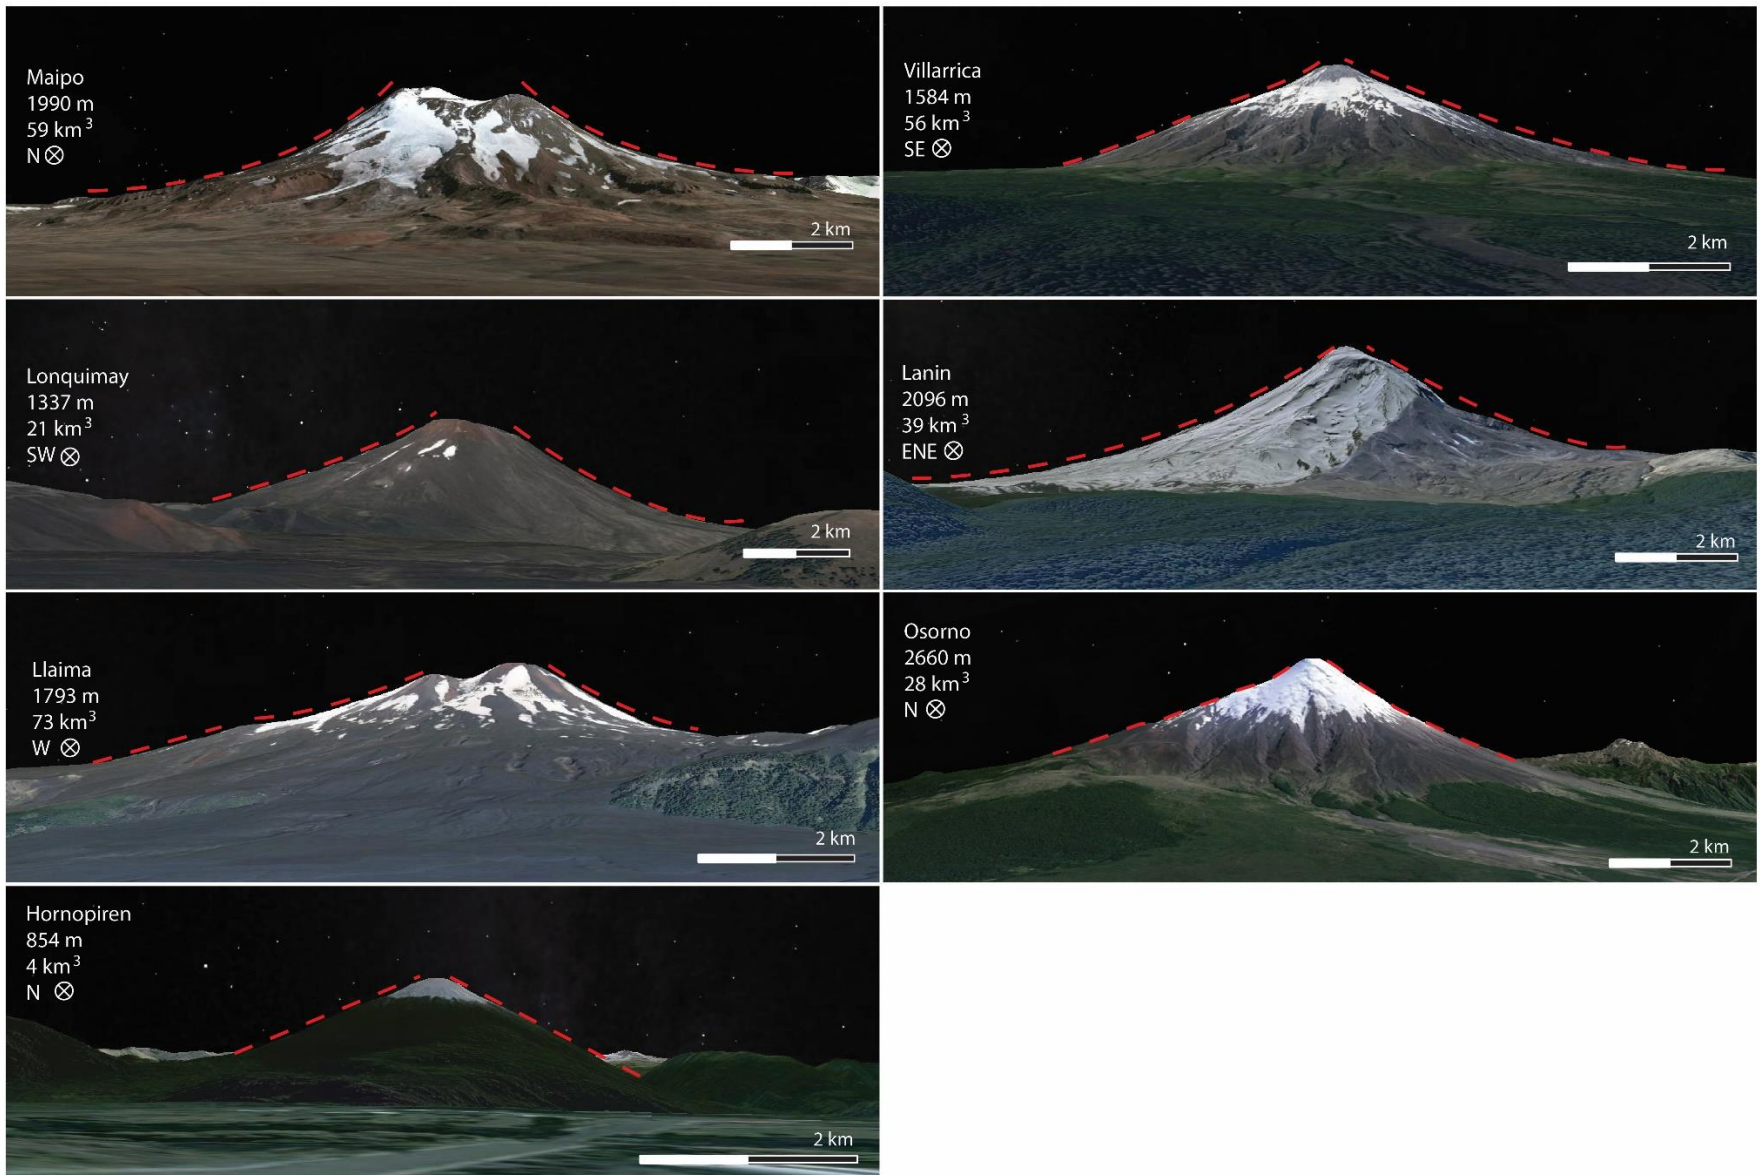 Maipo
1990 m
59 km³
N ⊗
2 km
Villarrica
1584 m
56 km³
SE ⊗
2 km
Lonquimay
1337 m
21 km³
SW ⊗
2 km
Lanin
2096 m
39 km³
ENE ⊗
2 km
Llaima
1793 m
73 km³
W ⊗
2 km
Osorno
2660 m
28 km³
N ⊗
2 km
Hornopiren
854 m
4 km³
N ⊗
2 km